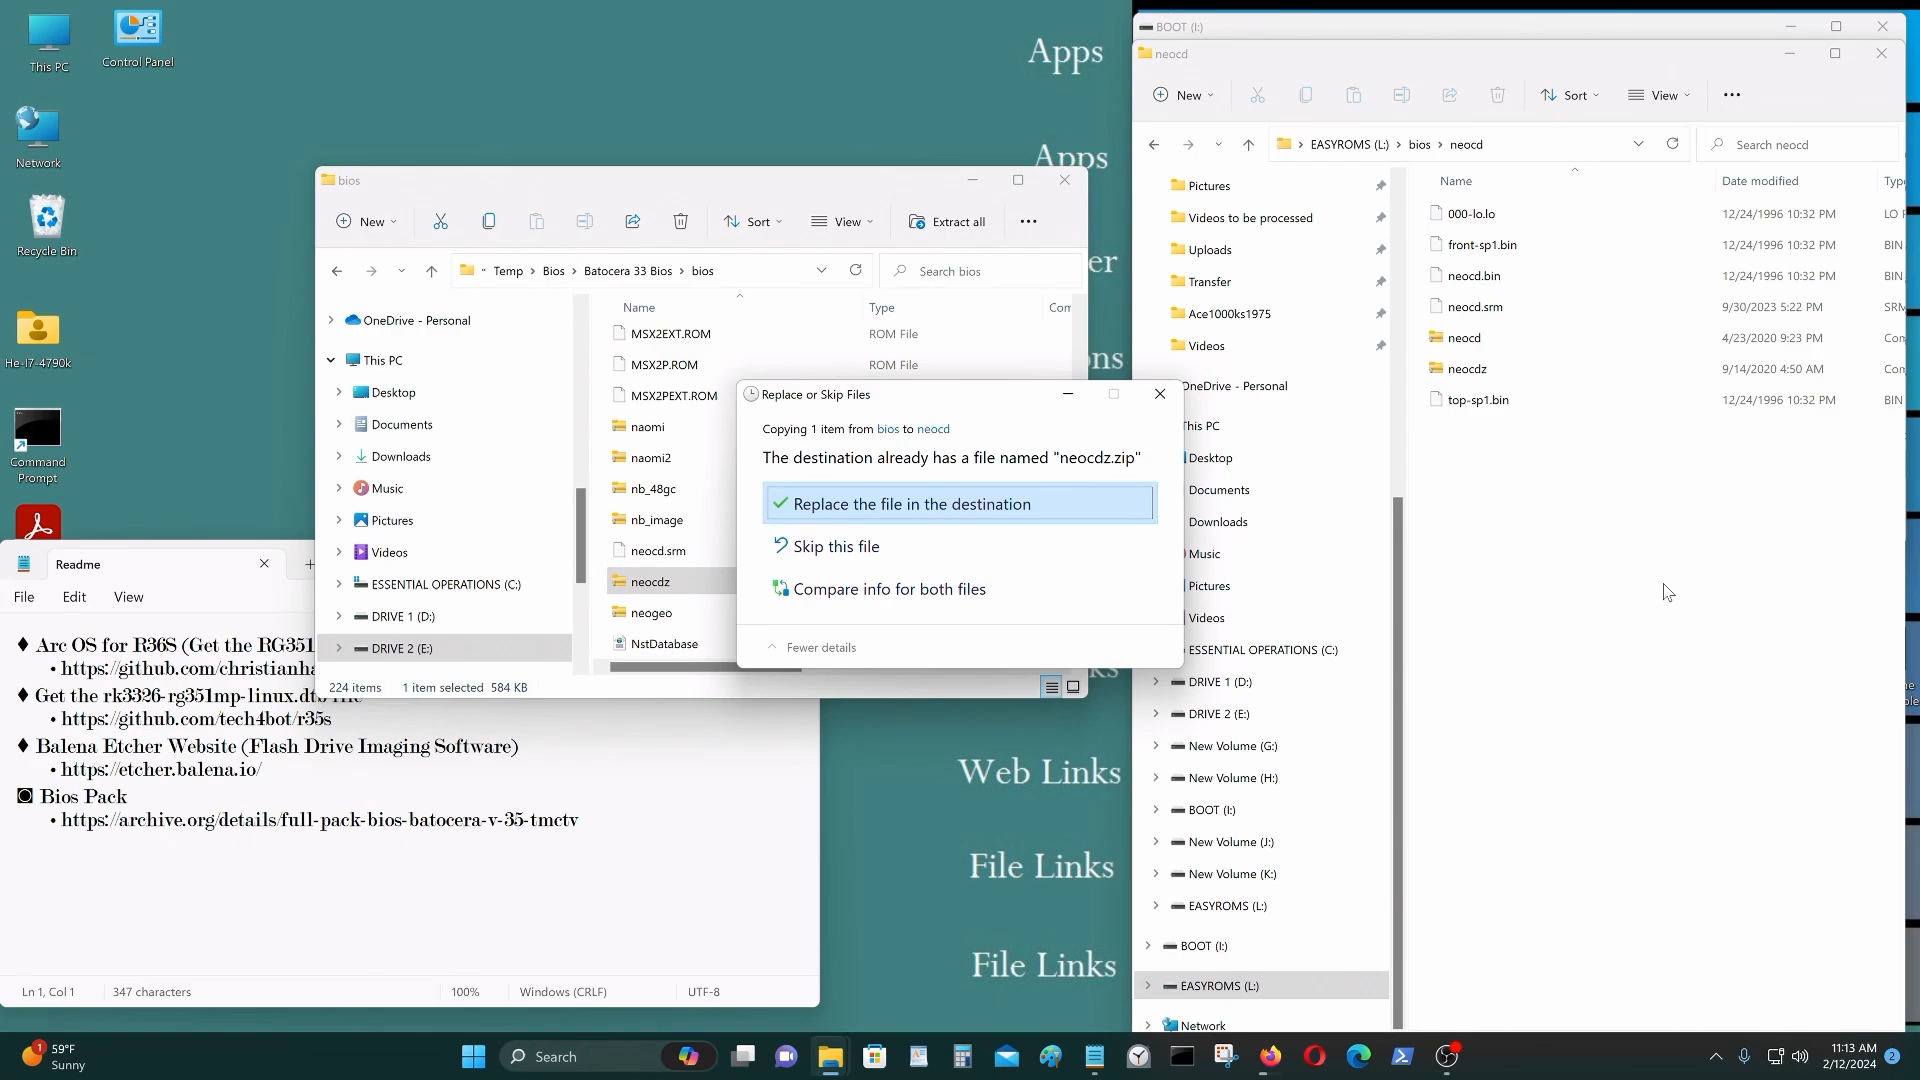 This PC
Control Panel
Network
Recycle Bin
He-I7-4790k
Command
Prompt
Apps
Apps
Web Links
File Links
File Links
Readme
File
Edit
View
♦ Arc OS for R36S (Get the RG351
• https://github.com/christianha
♦ Get the rk3326-rg351mp-linux.dtb file
• https://github.com/tech4bot/r35s
♦ Balena Etcher Website (Flash Drive Imaging Software)
• https://etcher.balena.io/
◙ Bios Pack
• https://archive.org/details/full-pack-bios-batocera-v-35-tmctv
Ln 1, Col 1
347 characters
100%
Windows (CRLF)
UTF-8
bios
New
Sort
View
Extract all
Temp › Bios › Batocera 33 Bios › bios
Search bios
OneDrive - Personal
This PC
Desktop
Documents
Downloads
Music
Pictures
Videos
ESSENTIAL OPERATIONS (C:)
DRIVE 1 (D:)
DRIVE 2 (E:)
Name Type Com
MSX2EXT.ROM ROM File
MSX2P.ROM ROM File
MSX2PEXT.ROM
naomi
naomi2
nb_48gc
nb_image
neocd.srm
neocdz
neogeo
NstDatabase
224 items 1 item selected 584 KB
Replace or Skip Files
Copying 1 item from bios to neocd
The destination already has a file named "neocdz.zip"
Replace the file in the destination
Skip this file
Compare info for both files
Fewer details
BOOT (I:)
neocd
New
Sort
View
EASYROMS (L:) › bios › neocd
Search neocd
Pictures
Videos to be processed
Uploads
Transfer
Ace1000ks1975
Videos
OneDrive - Personal
This PC
Desktop
Documents
Downloads
Music
Pictures
Videos
ESSENTIAL OPERATIONS (C:)
DRIVE 1 (D:)
DRIVE 2 (E:)
New Volume (G:)
New Volume (H:)
BOOT (I:)
New Volume (J:)
New Volume (K:)
EASYROMS (L:)
BOOT (I:)
EASYROMS (L:)
Network
Name Date modified Type
000-lo.lo 12/24/1996 10:32 PM LO F
front-sp1.bin 12/24/1996 10:32 PM BIN
neocd.bin 12/24/1996 10:32 PM BIN
neocd.srm 9/30/2023 5:22 PM SRM
neocd 4/23/2020 9:23 PM Com
neocdz 9/14/2020 4:50 AM Com
top-sp1.bin 12/24/1996 10:32 PM BIN
1
59°F
Sunny
Search
11:13 AM
2/12/2024
2